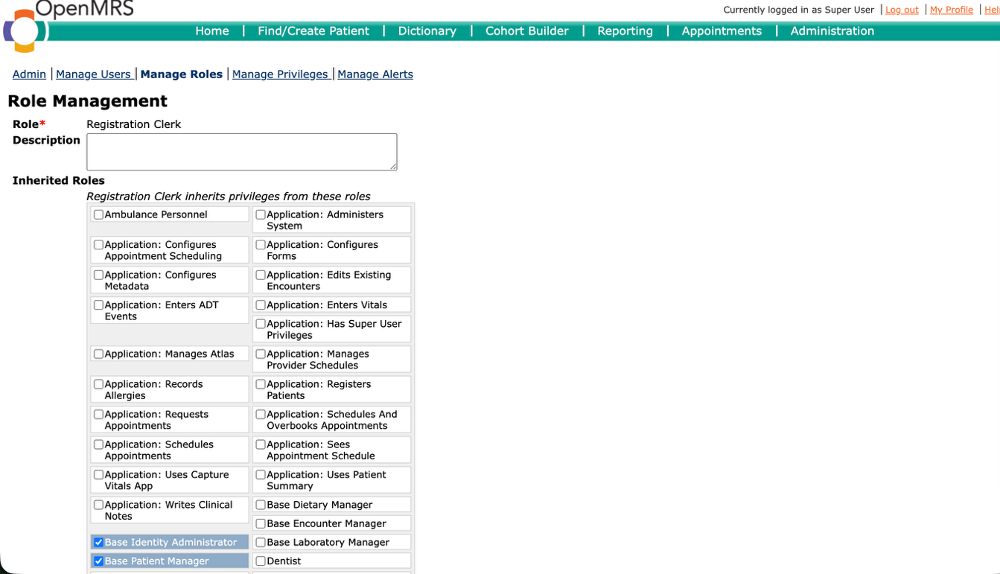 OpenMRS
Currently logged in as Super User | Log out | My Profile |
Home | Find/Create Patient | Dictionary | Cohort Builder | Reporting | Appointments | Administration
Admin | Manage Users | Manage Roles | Manage Privileges | Manage Alerts
Role Management
Role* Registration Clerk
Description
Inherited Roles
Registration Clerk inherits privileges from these roles
Ambulance Personnel
Application: Administers
System
Application: Configures
Appointment Scheduling
Application: Configures
Forms
Application: Configures
Metadata
Application: Edits Existing
Encounters
Application: Enters ADT
Events
Application: Enters Vitals
Application: Has Super User
Privileges
Application: Manages Atlas
Application: Manages
Provider Schedules
Application: Records
Allergies
Application: Registers
Patients
Application: Requests
Appointments
Application: Schedules And
Overbooks Appointments
Application: Schedules
Appointments
Application: Sees
Appointment Schedule
Application: Uses Capture
Vitals App
Application: Uses Patient
Summary
Application: Writes Clinical
Notes
Base Dietary Manager
Base Encounter Manager
Base Identity Administrator
Base Laboratory Manager
Base Patient Manager
Dentist